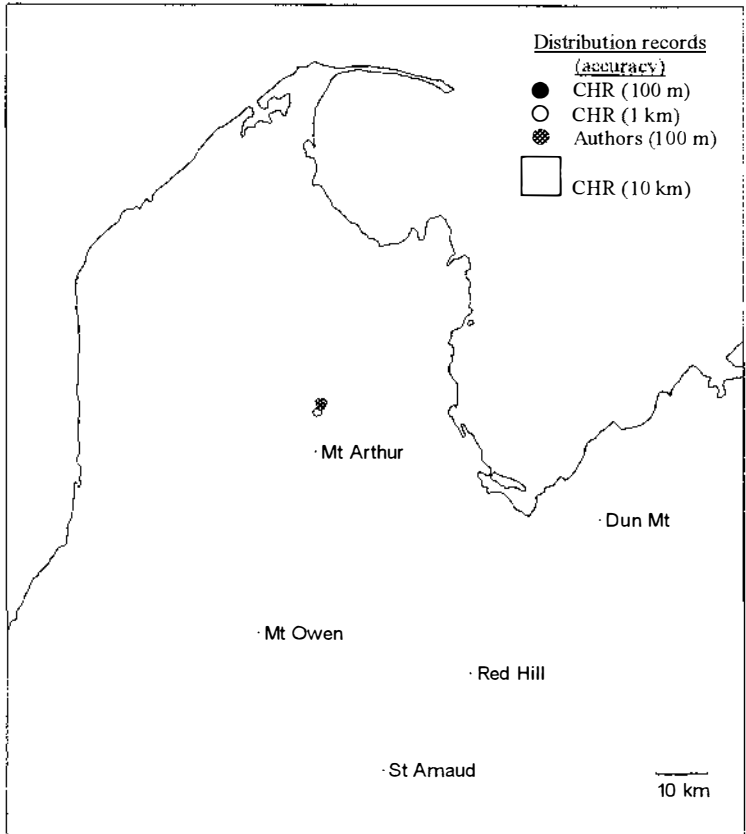 Distribution records
(accuracy)
CHR (100 m)
CHR (1 km)
Authors (100 m)
CHR (10 km)
Mt Arthur
Dun Mt
Mt Owen
Red Hill
St Arnaud
10 km